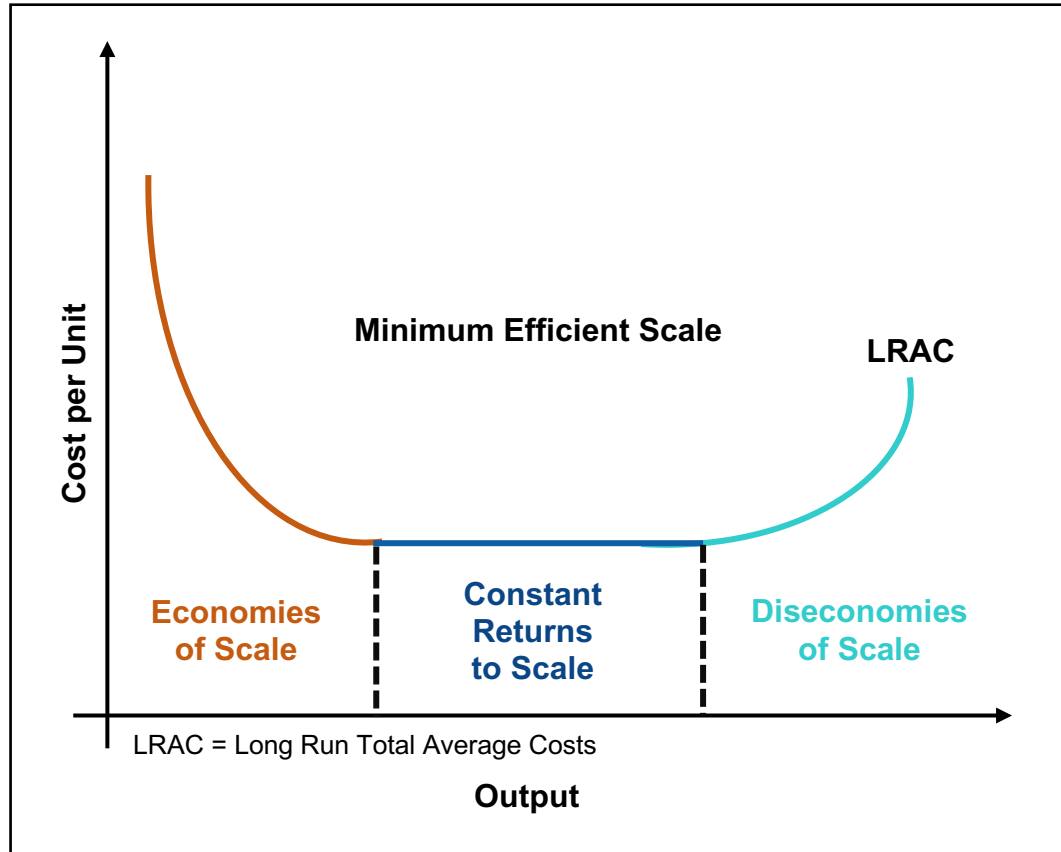 Cost per Unit
Minimum Efficient Scale
LRAC
Economies
of Scale
Constant
Returns
to Scale
Diseconomies
of Scale
LRAC = Long Run Total Average Costs
Output